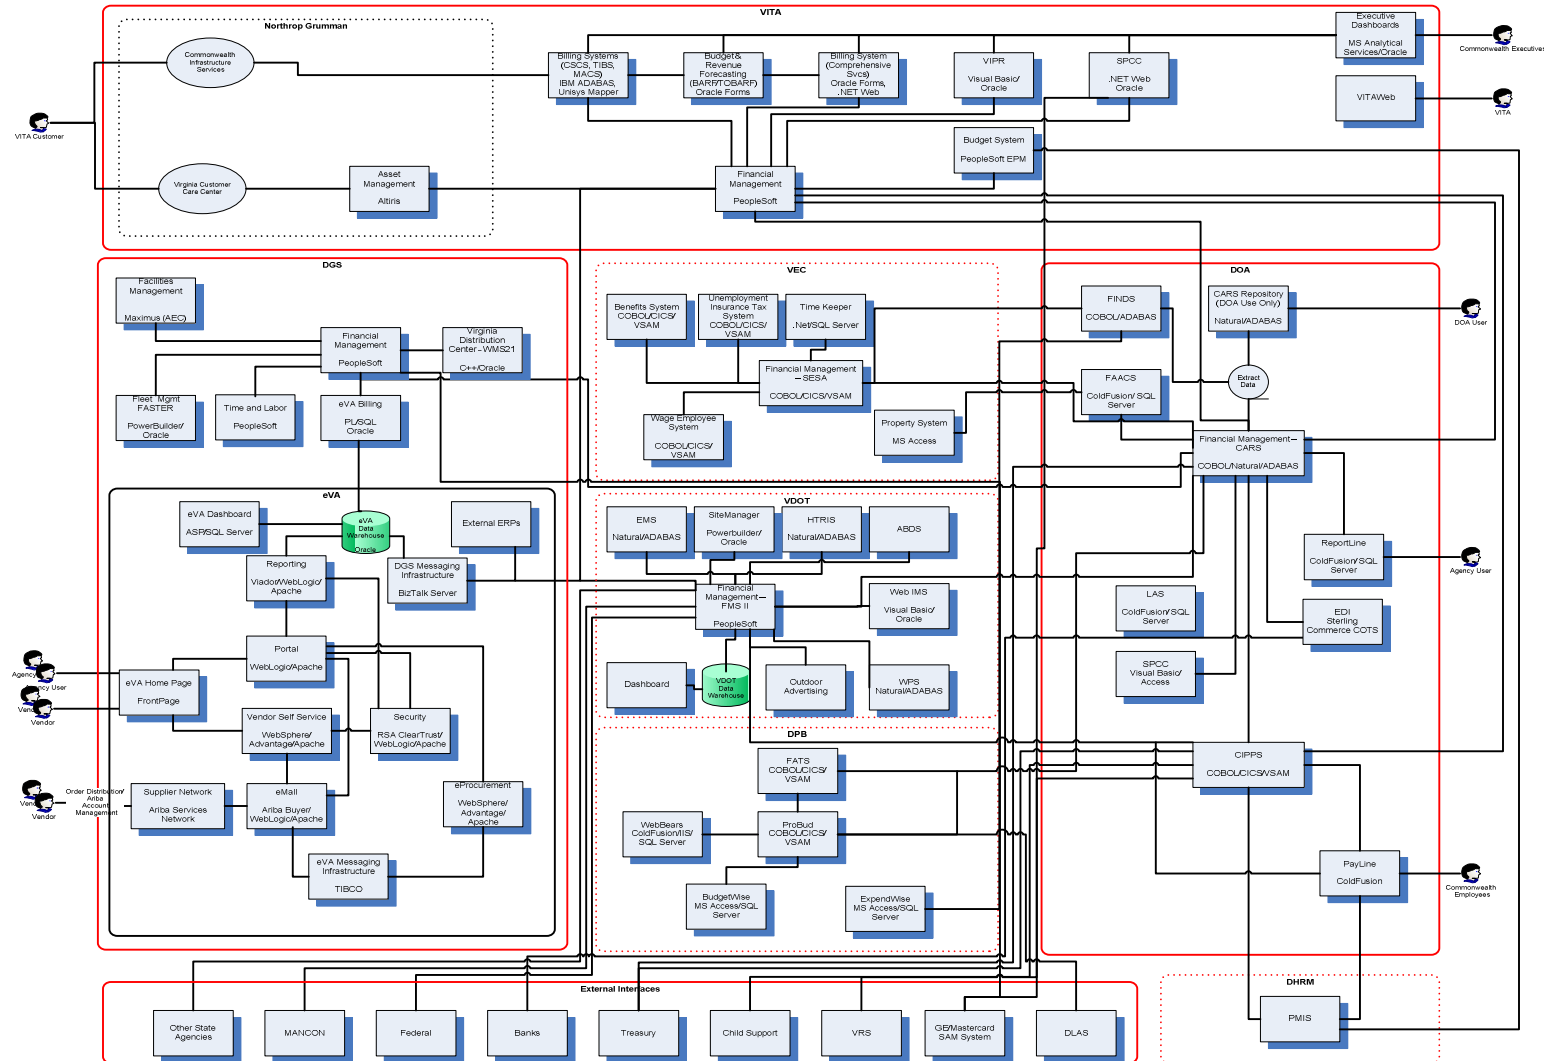 VITA
Northrop Grumman
Commonwealth
Infrastructure
Services
Billing Systems
(CSCS, TIBS,
MACS)
IBM ADABAS,
Unisys Mapper
Budget &
Revenue
Forecasting
(BARF/TOBARF)
Oracle Forms
Billing System
(Comprehensive
Svcs)
Oracle Forms,
.NET Web
VIPR
Visual Basic/
Oracle
SPCC
.NET Web
Oracle
Executive
Dashboards
MS Analytical
Services/Oracle
Commonwealth Executives
VITAWeb
VITA
VITA Customer
Budget System
PeopleSoft EPM
Virginia Customer
Care Center
Asset
Management
Altiris
Financial
Management
PeopleSoft
DGS
Facilities
Management
Maximus (AEC)
Financial
Management
PeopleSoft
Virginia
Distribution
Center - WMS21
C++/Oracle
Fleet Mgmt
FASTER
PowerBuilder/
Oracle
Time and Labor
PeopleSoft
eVA Billing
PL/SQL
Oracle
eVA
eVA Dashboard
ASP/SQL Server
eVA
Data
Warehouse
Oracle
External ERPs
Reporting
Viador/WebLogic/
Apache
DGS Messaging
Infrastructure
BizTalk Server
Portal
WebLogic/Apache
Agency User
Vendor
Vendor
eVA Home Page
FrontPage
Vendor Self Service
WebSphere/
Advantage/Apache
Security
RSA ClearTrust/
WebLogic/Apache
Vendor
Vendor
Order Distribution/
Ariba
Account
Management
Supplier Network
Ariba Services
Network
eMall
Ariba Buyer/
WebLogic/Apache
eProcurement
WebSphere/
Advantage/
Apache
eVA Messaging
Infrastructure
TIBCO
VEC
Benefits System
COBOL/CICS/
VSAM
Unemployment
Insurance Tax
System
COBOL/CICS/
VSAM
Time Keeper
.Net/SQL Server
Financial Management
—SESA
COBOL/CICS/VSAM
Wage Employee
System
COBOL/CICS/
VSAM
Property System
MS Access
VDOT
EMS
Natural/ADABAS
SiteManager
Powerbuilder/
Oracle
HTRIS
Natural/ADABAS
ABDS
Financial
Management—
FMS II
PeopleSoft
Web IMS
Visual Basic/
Oracle
Dashboard
VDOT
Data
Warehouse
Outdoor
Advertising
WPS
Natural/ADABAS
DPB
FATS
COBOL/CICS/
VSAM
WebBears
ColdFusion/IIS/
SQL Server
ProBud
COBOL/CICS/
VSAM
BudgetWise
MS Access/SQL
Server
ExpendWise
MS Access/SQL
Server
DOA
FINDS
COBOL/ADABAS
CARS Repository
(DOA Use Only)
Natural/ADABAS
DOA User
FAACS
ColdFusion/ SQL
Server
Extract
Data
Financial Management—
CARS
COBOL/Natural/ADABAS
ReportLine
ColdFusion/SQL
Server
Agency User
LAS
ColdFusion/ SQL
Server
EDI
Sterling
Commerce COTS
SPCC
Visual Basic/
Access
CIPPS
COBOL/CICS/VSAM
PayLine
ColdFusion
Commonwealth
Employees
External Interfaces
Other State
Agencies
MANCON
Federal
Banks
Treasury
Child Support
VRS
GE/Mastercard
SAM System
DLAS
DHRM
PMIS